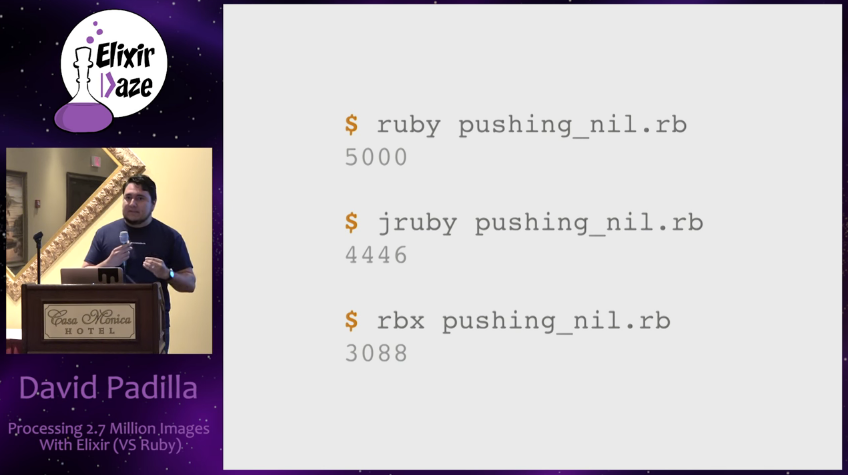 Elixir
|>aze
$ ruby pushing_nil.rb
5000
$ jruby pushing_nil.rb
4446
$ rbx pushing_nil.rb
3088
Casa Monica
HOTEL
David Padilla
Processing 2.7 Million Images
With Elixir (VS Ruby)